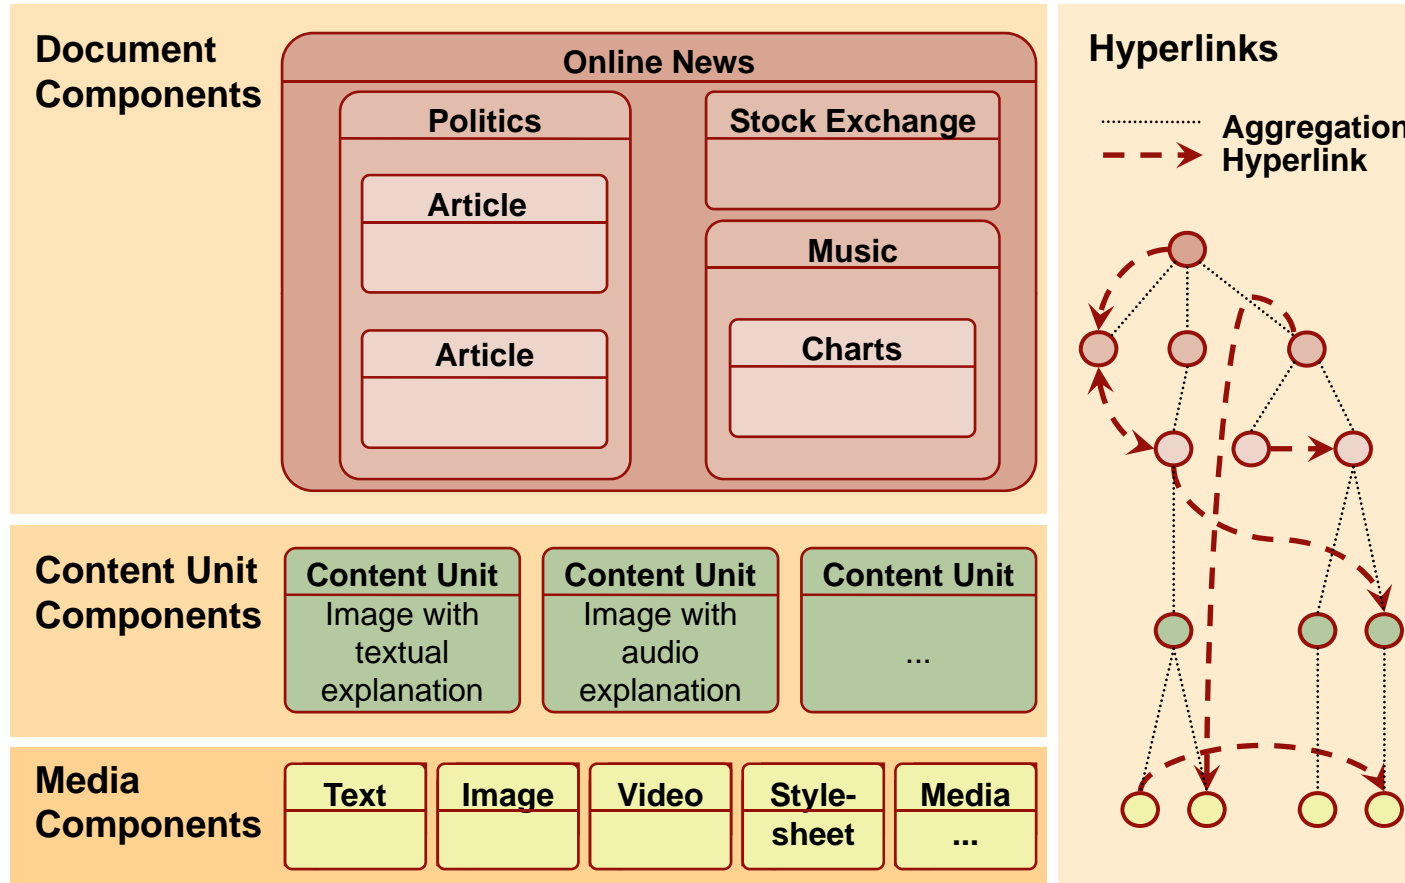 Document
Components
Online News
Politics
Article
Article
Stock Exchange
Music
Charts
Content Unit
Components
Content Unit
Image with
textual
explanation
Content Unit
Image with
audio
explanation
Content Unit
...
Media
Components
Text
Image
Video
Style-
sheet
Media
...
Hyperlinks
Aggregation
Hyperlink